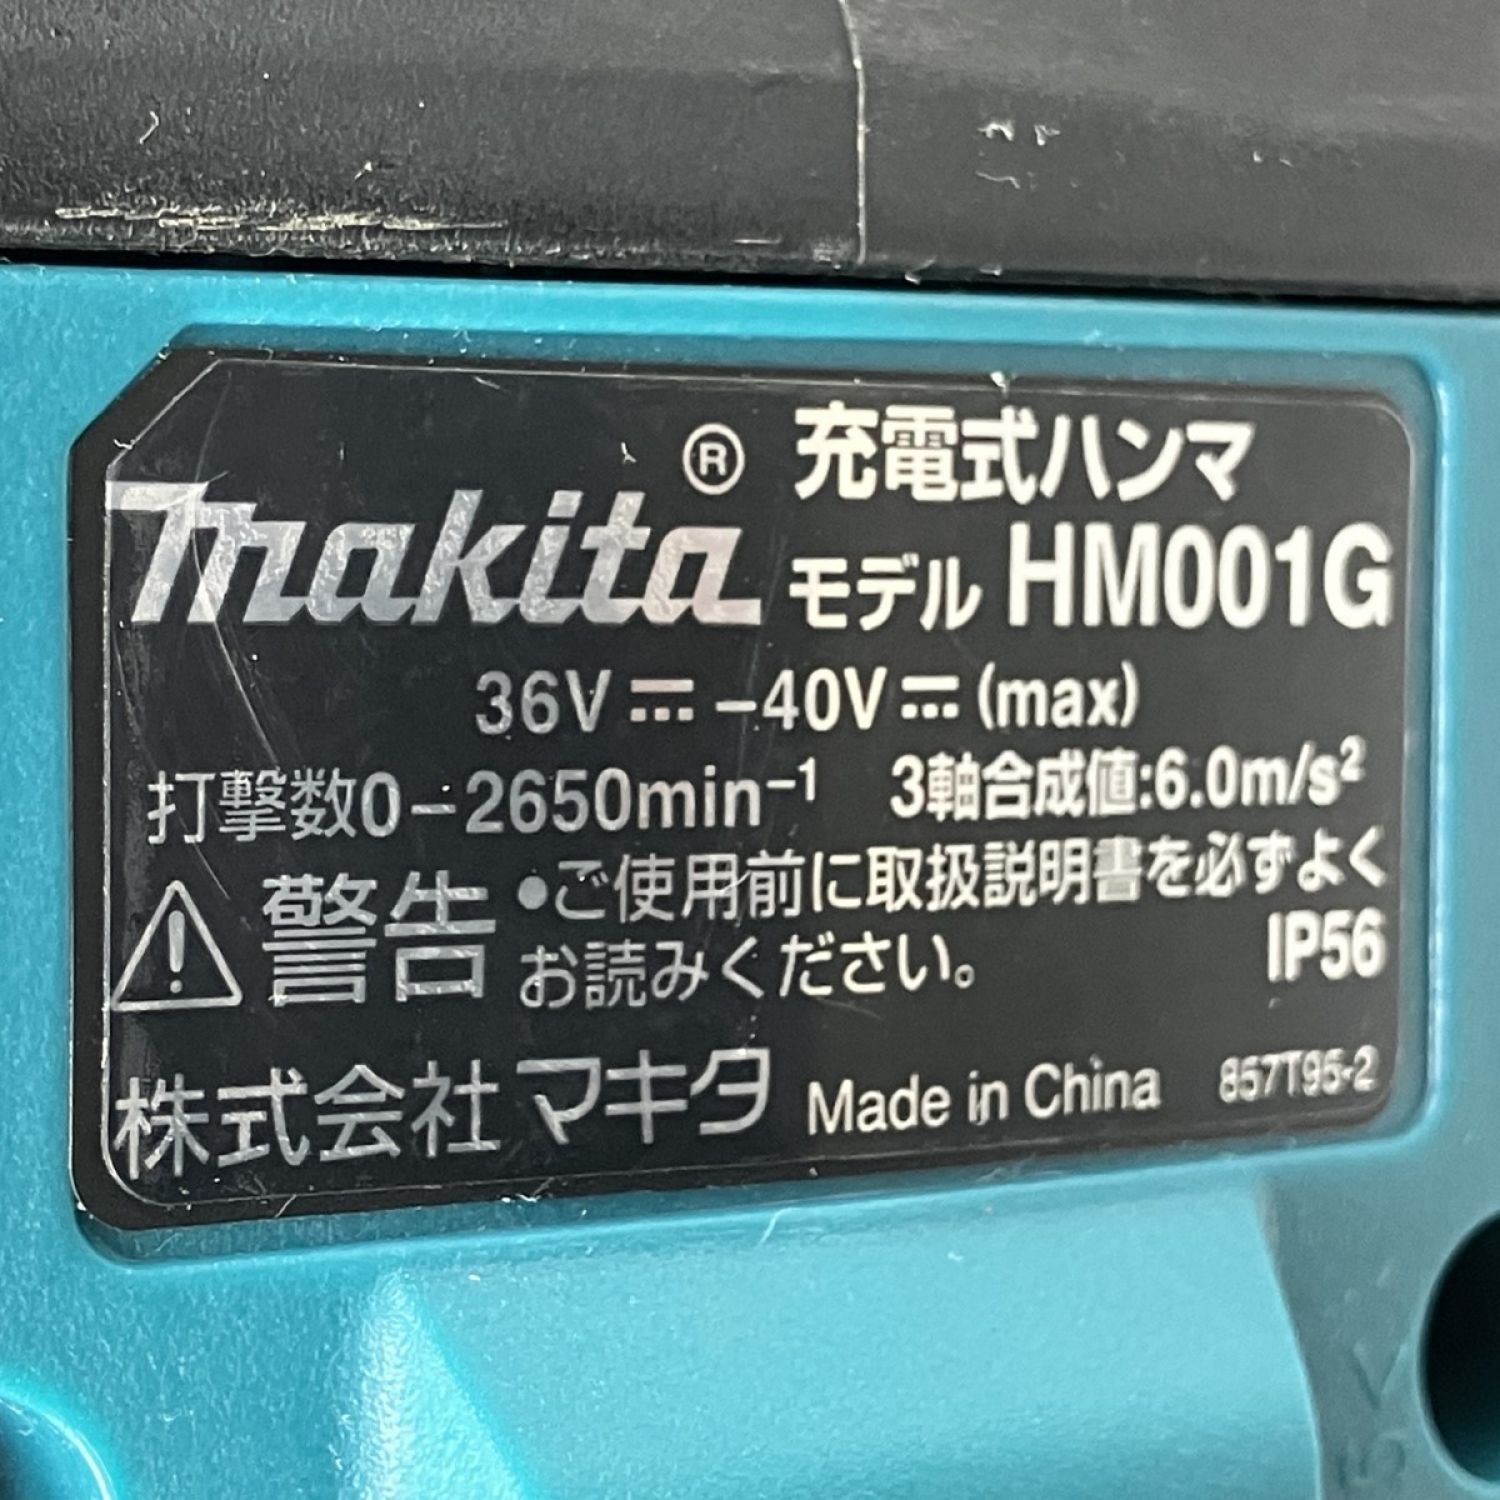 makita® 充電式ハンマ
モデル HM001G
36V⎓-40V⎓(max)
打撃数0-2650min⁻¹ 3軸合成値:6.0m/s²
警告 •ご使用前に取扱説明書を必ずよく
お読みください。 IP56
株式会社マキタ Made in China 857T95-2